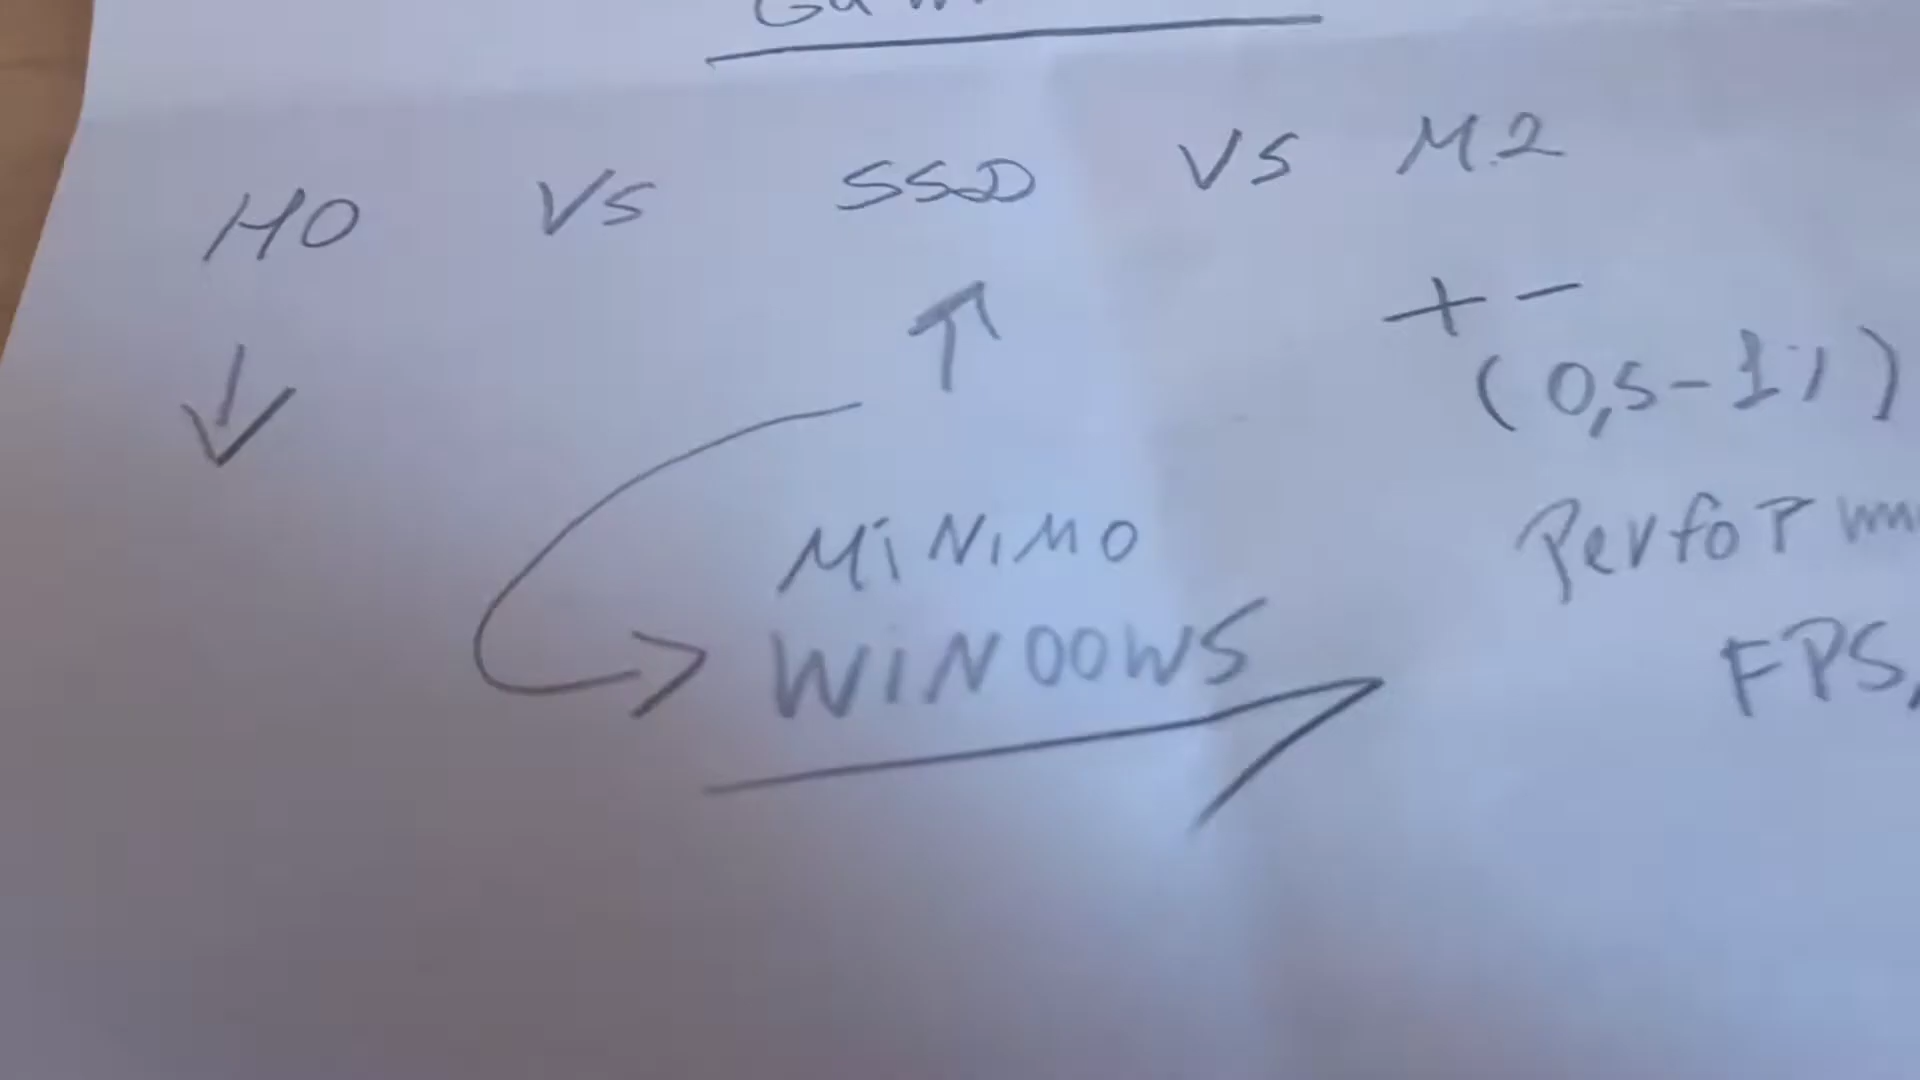 HD VS SSD VS M.2
+ -
(0,5-1%)
MiNiMO
WiNDOWS
FPS,